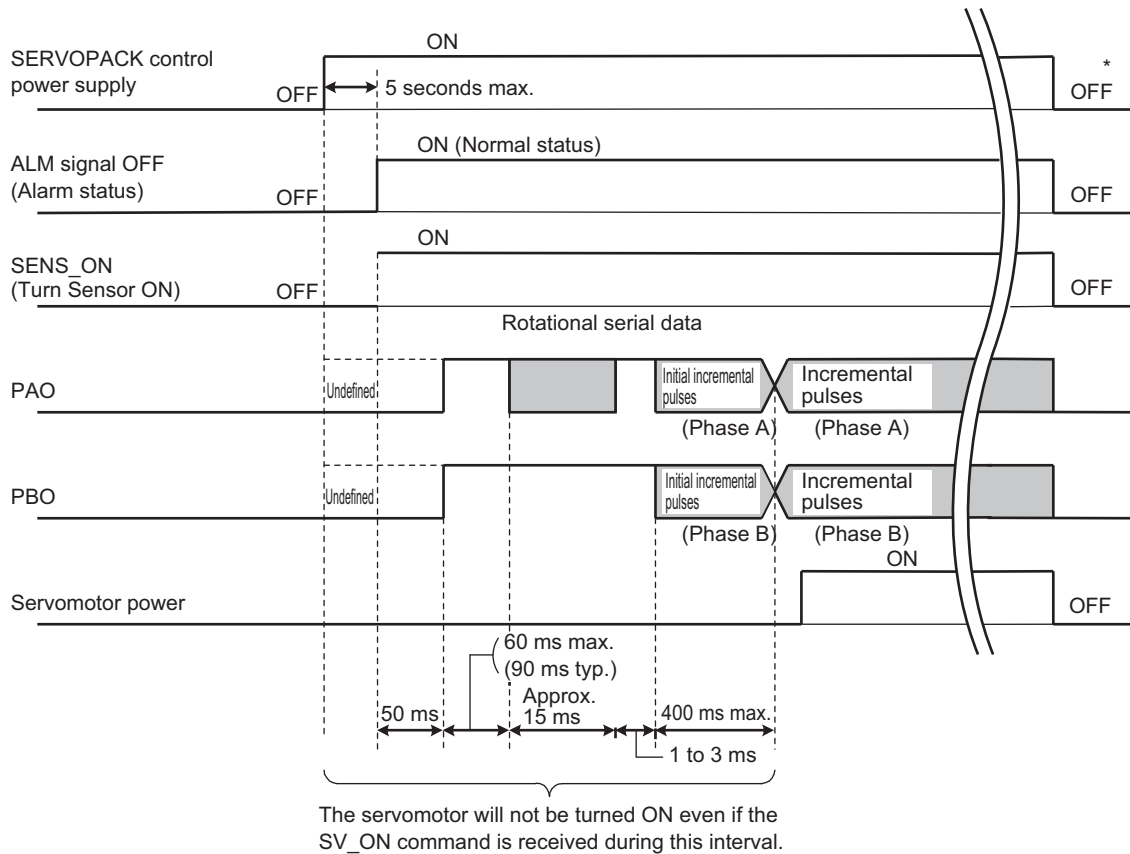 ON
SERVOPACK control
power supply
OFF
5 seconds max.
*
OFF
ON (Normal status)
ALM signal OFF
(Alarm status)
OFF
OFF
ON
SENS_ON
(Turn Sensor ON)
OFF
OFF
Rotational serial data
PAO
Undefined
Initial incremental
pulses
Incremental
pulses
(Phase A)
(Phase A)
PBO
Undefined
Initial incremental
pulses
Incremental
pulses
(Phase B)
(Phase B)
ON
Servomotor power
OFF
60 ms max.
(90 ms typ.)
Approx.
50 ms
15 ms
400 ms max.
1 to 3 ms
The servomotor will not be turned ON even if the
SV_ON command is received during this interval.